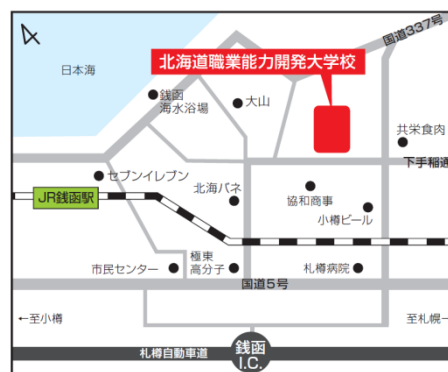 国道337号
北海道職業能力開発大学校
日本海
銭函
海水浴場
大山
共栄食肉
下手稲通
セブンイレブン
JR銭函駅
北海バネ
協和商事
小樽ビール
市民センター
極東
高分子
札樽病院
国道5号
←至小樽
至札幌→
札樽自動車道
銭函
I.C.